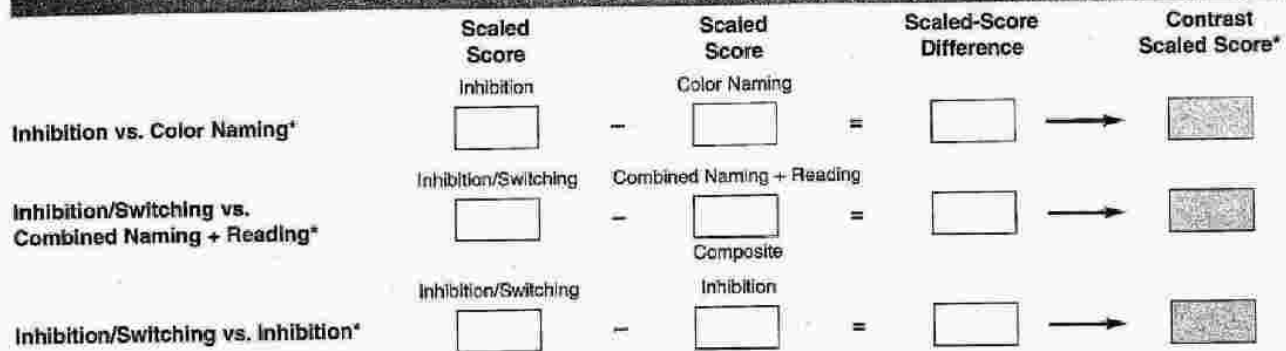 Scaled Score
Scaled Score
Scaled-Score Difference
Contrast Scaled Score*
Inhibition
Color Naming
Inhibition vs. Color Naming*
–
=
Inhibition/Switching
Combined Naming + Reading
Inhibition/Switching vs.
Combined Naming + Reading*
–
=
Composite
Inhibition/Switching
Inhibition
Inhibition/Switching vs. Inhibition*
–
=